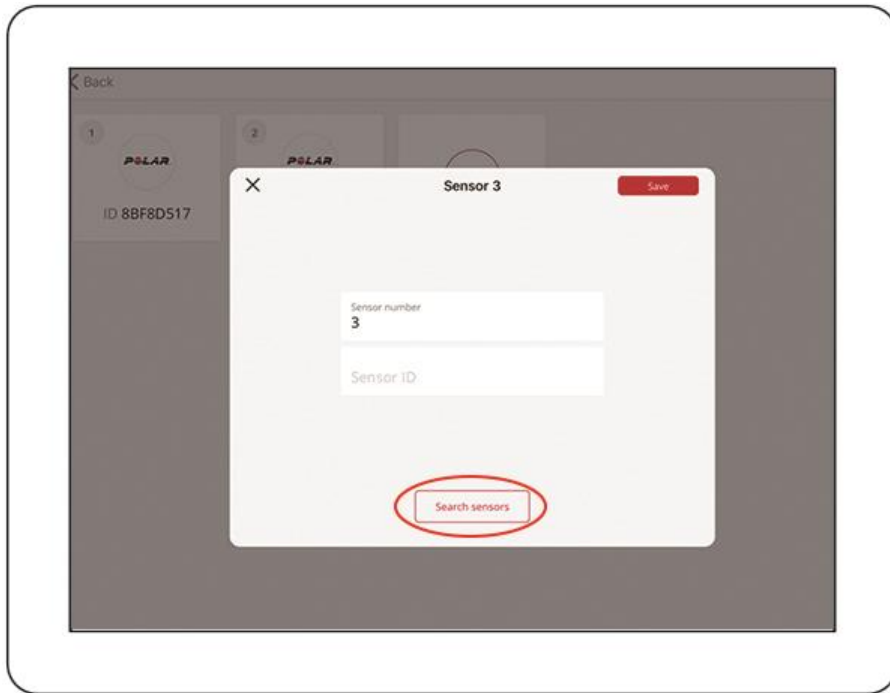 Back
1
2
POLAR
POLAR
ID 8BF8D517
Sensor 3
Save
Sensor number
3
Sensor ID
Search sensors